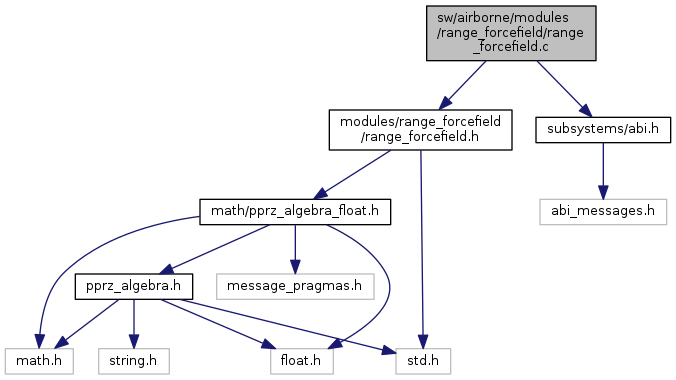 sw/airborne/modules
/range_forcefield/range
_forcefield.c
modules/range_forcefield
/range_forcefield.h
subsystems/abi.h
math/pprz_algebra_float.h
abi_messages.h
pprz_algebra.h
message_pragmas.h
math.h
string.h
float.h
std.h